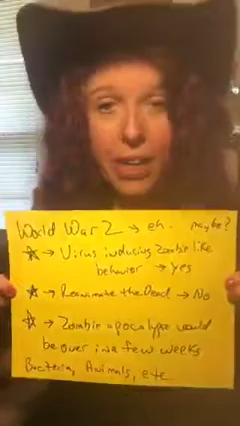 World War Z → eh. maybe?
☆ → Virus inducing Zombie like
behavior → yes
☆ → Reanimate the Dead → No
☆ → Zombie apocalypse would
be over in a few weeks
Bacteria, Animals, etc